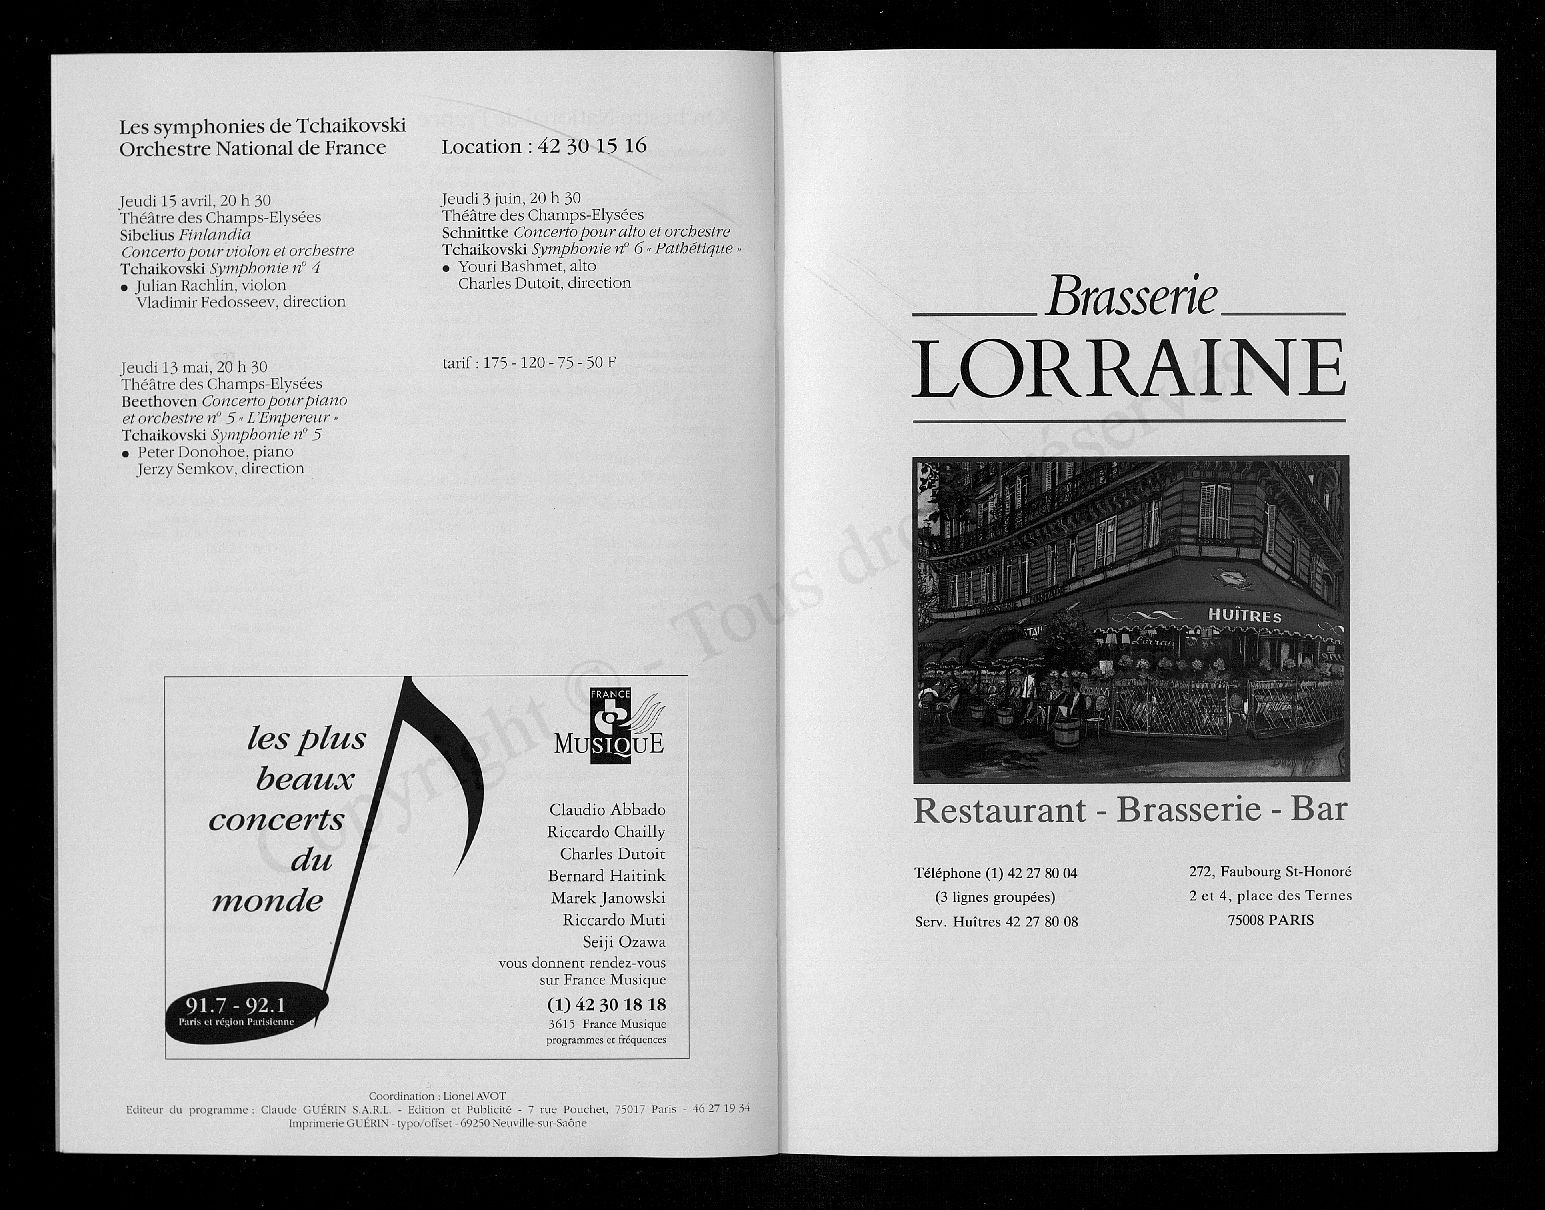 Les symphonies de Tchaikovski
Orchestre National de France
Jeudi 15 avril, 20 h 30
Théâtre des Champs-Elysées
Sibelius Finlandia
Concerto pour violon et orchestre
Tchaikovski Symphonie n° 4
● Julian Rachlin, violon
Vladimir Fedosseev, direction
Jeudi 13 mai, 20 h 30
Théâtre des Champs-Elysées
Beethoven Concerto pour piano
et orchestre n° 5 « L'Empereur »
Tchaikovski Symphonie n° 5
● Peter Donohoe, piano
Jerzy Semkov, direction
Location : 42 30 15 16
Jeudi 3 juin, 20 h 30
Théâtre des Champs-Elysées
Schnittke Concerto pour alto et orchestre
Tchaikovski Symphonie n° 6 « Pathétique »
● Youri Bashmet, alto
Charles Dutoit, direction
tarif : 175 - 120 - 75 - 50 F
les plus
beaux
concerts
du
monde
91.7 - 92.1
Paris et région Parisienne
FRANCE
MUSIQUE
Claudio Abbado
Riccardo Chailly
Charles Dutoit
Bernard Haitink
Marek Janowski
Riccardo Muti
Seiji Ozawa
vous donnent rendez-vous
sur France Musique
(1) 42 30 18 18
3615 France Musique
programmes et fréquences
Coordination : Lionel AVOT
Editeur du programme : Claude GUÉRIN S.A.R.L. - Edition et Publicité - 7 rue Pouchet, 75017 Paris - 46 27 19 34
Imprimerie GUÉRIN - typo/offset - 69250 Neuville-sur-Saône
Brasserie
LORRAINE
HUÎTRES
Restaurant - Brasserie - Bar
Téléphone (1) 42 27 80 04
(3 lignes groupées)
Serv. Huîtres 42 27 80 08
272, Faubourg St-Honoré
2 et 4, place des Ternes
75008 PARIS
Copyright © - Tous droits réservés